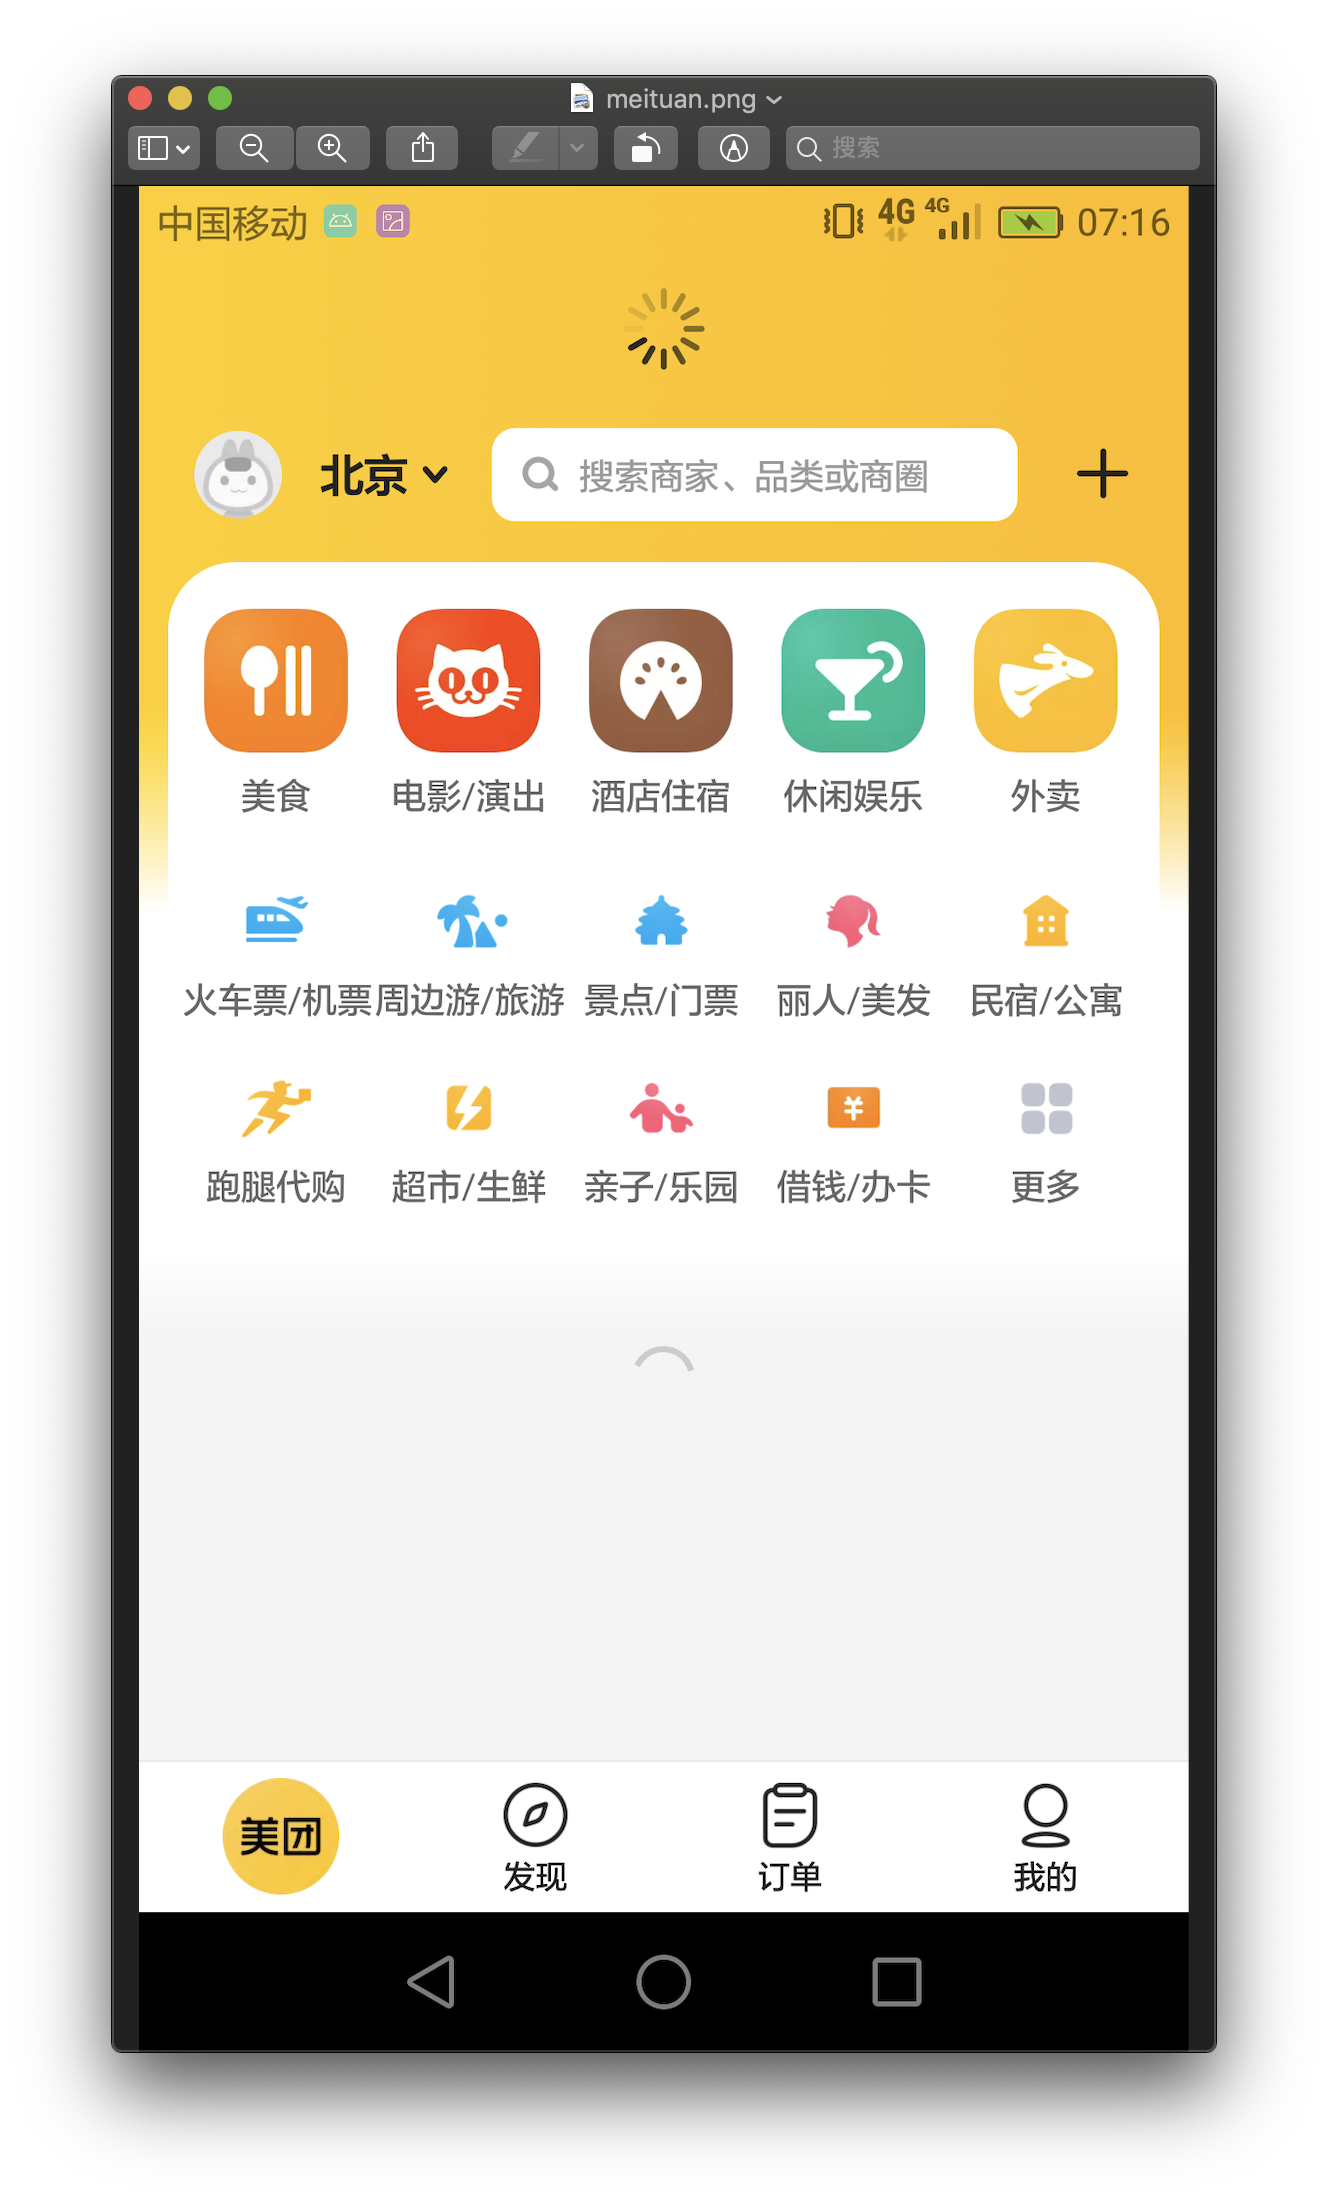 meituan.png
搜索
中国移动 4G 4G 07:16
北京 搜索商家、品类或商圈
美食 电影/演出 酒店住宿 休闲娱乐 外卖
火车票/机票 周边游/旅游 景点/门票 丽人/美发 民宿/公寓
¥
跑腿代购 超市/生鲜 亲子/乐园 借钱/办卡 更多
美团 发现 订单 我的